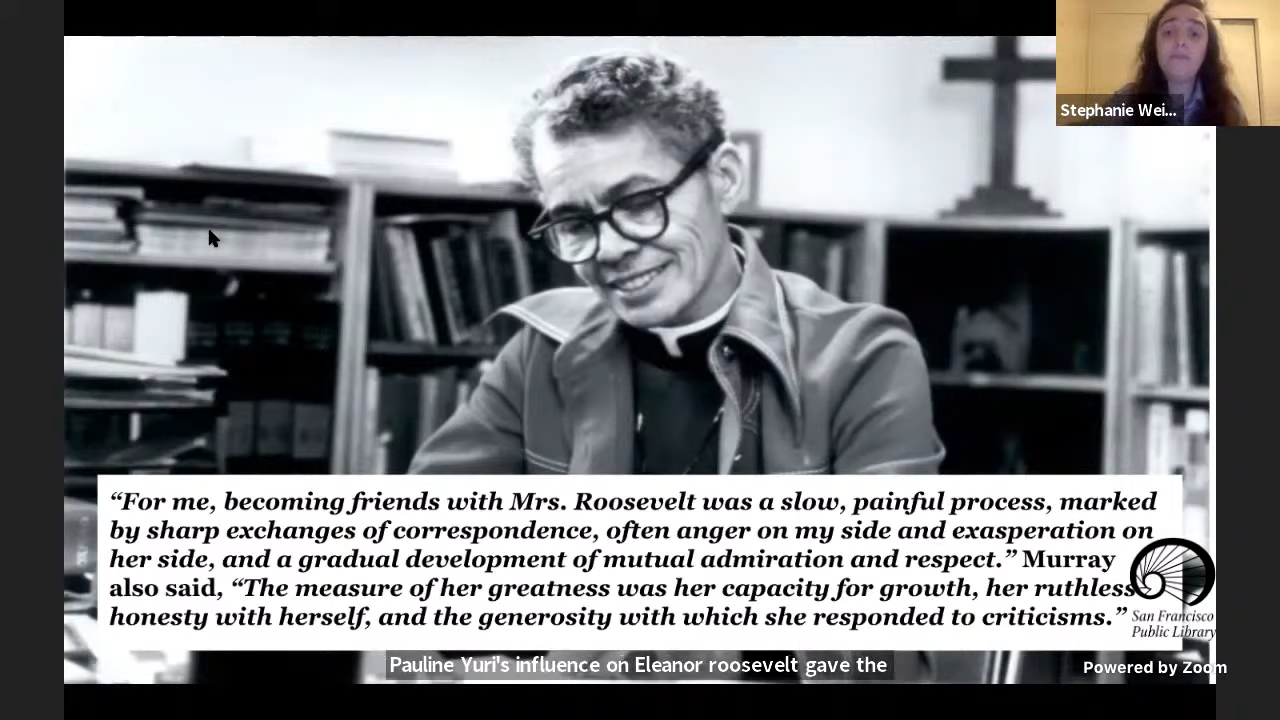 Stephanie Wei...
“For me, becoming friends with Mrs. Roosevelt was a slow, painful process, marked
by sharp exchanges of correspondence, often anger on my side and exasperation on
her side, and a gradual development of mutual admiration and respect.” Murray
also said, “The measure of her greatness was her capacity for growth, her ruthless
honesty with herself, and the generosity with which she responded to criticisms.”
San Francisco
Public Library
Pauline Yuri's influence on Eleanor roosevelt gave the
Powered by Zoom